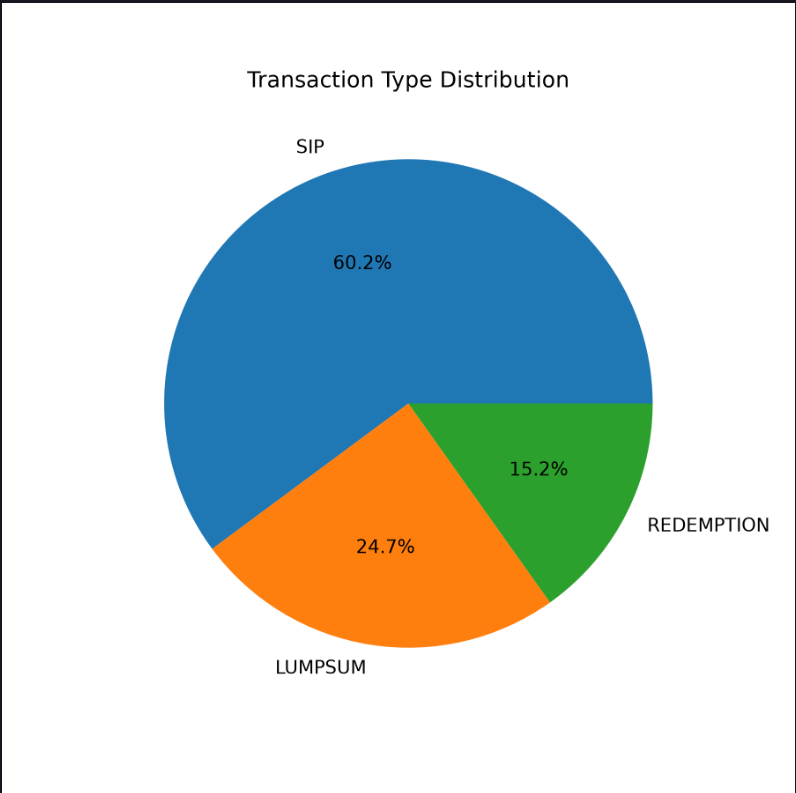 Transaction Type Distribution
SIP
60.2%
15.2%
REDEMPTION
24.7%
LUMPSUM